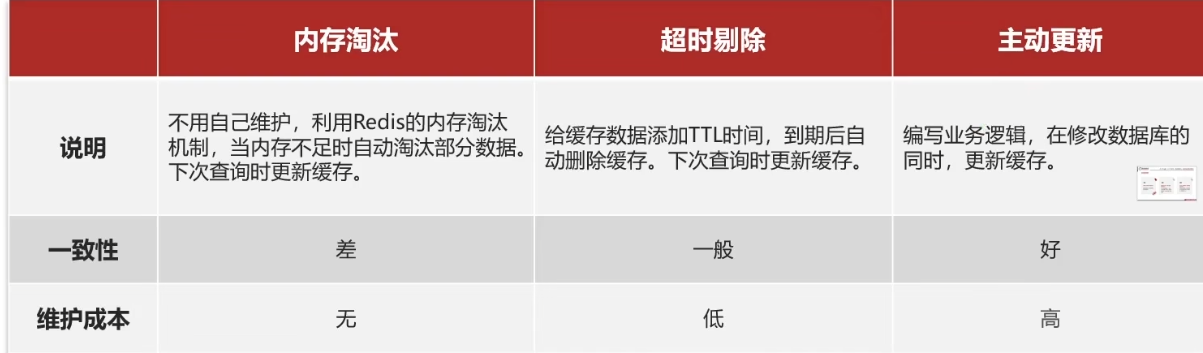 内存淘汰
超时剔除
主动更新
说明
不用自己维护，利用Redis的内存淘汰
机制，当内存不足时自动淘汰部分数据。
下次查询时更新缓存。
给缓存数据添加TTL时间，到期后自
动删除缓存。下次查询时更新缓存。
编写业务逻辑，在修改数据库的
同时，更新缓存。
一致性
差
一般
好
维护成本
无
低
高